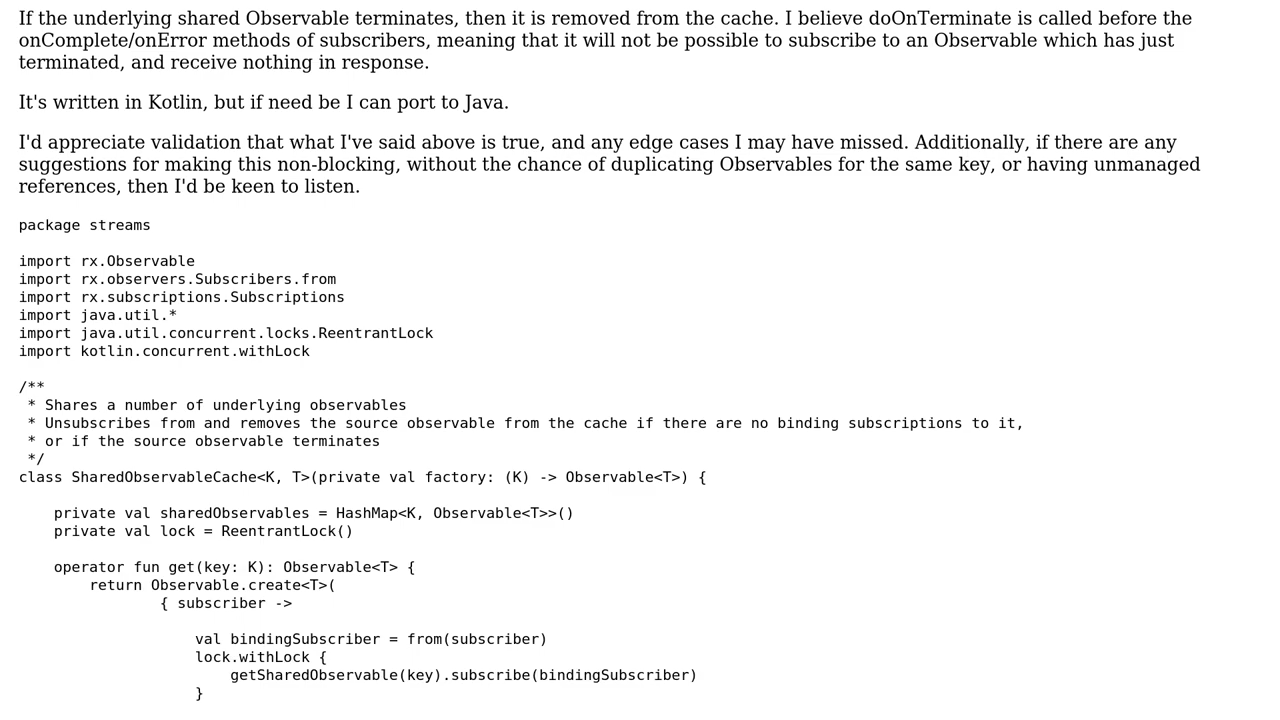 If the underlying shared Observable terminates, then it is removed from the cache. I believe doOnTerminate is called before the
onComplete/onError methods of subscribers, meaning that it will not be possible to subscribe to an Observable which has just
terminated, and receive nothing in response.
It's written in Kotlin, but if need be I can port to Java.
I'd appreciate validation that what I've said above is true, and any edge cases I may have missed. Additionally, if there are any
suggestions for making this non-blocking, without the chance of duplicating Observables for the same key, or having unmanaged
references, then I'd be keen to listen.
package streams
import rx.Observable
import rx.observers.Subscribers.from
import rx.subscriptions.Subscriptions
import java.util.*
import java.util.concurrent.locks.ReentrantLock
import kotlin.concurrent.withLock
/**
 * Shares a number of underlying observables
 * Unsubscribes from and removes the source observable from the cache if there are no binding subscriptions to it,
 * or if the source observable terminates
 */
class SharedObservableCache<K, T>(private val factory: (K) -> Observable<T>) {
    private val sharedObservables = HashMap<K, Observable<T>>()
    private val lock = ReentrantLock()
    operator fun get(key: K): Observable<T> {
        return Observable.create<T>(
                { subscriber ->
                    val bindingSubscriber = from(subscriber)
                    lock.withLock {
                        getSharedObservable(key).subscribe(bindingSubscriber)
                    }